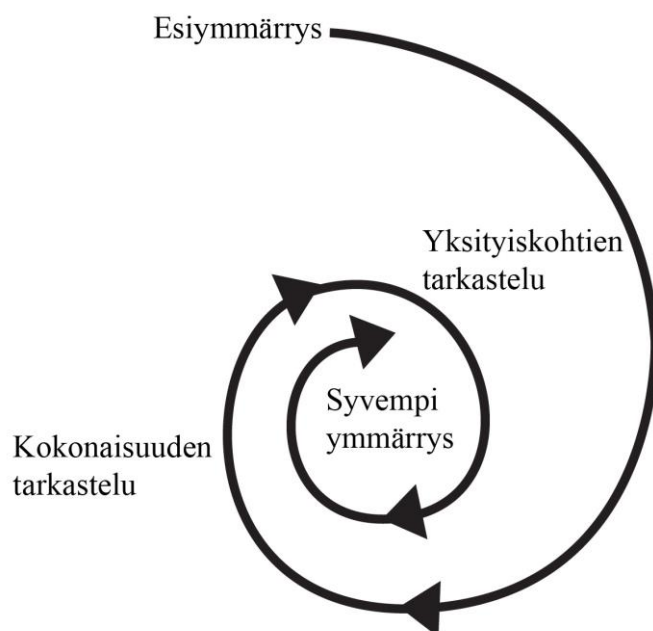 Esiymmärrys
Yksityiskohtien
tarkastelu
Syvempi
ymmärrys
Kokonaisuuden
tarkastelu